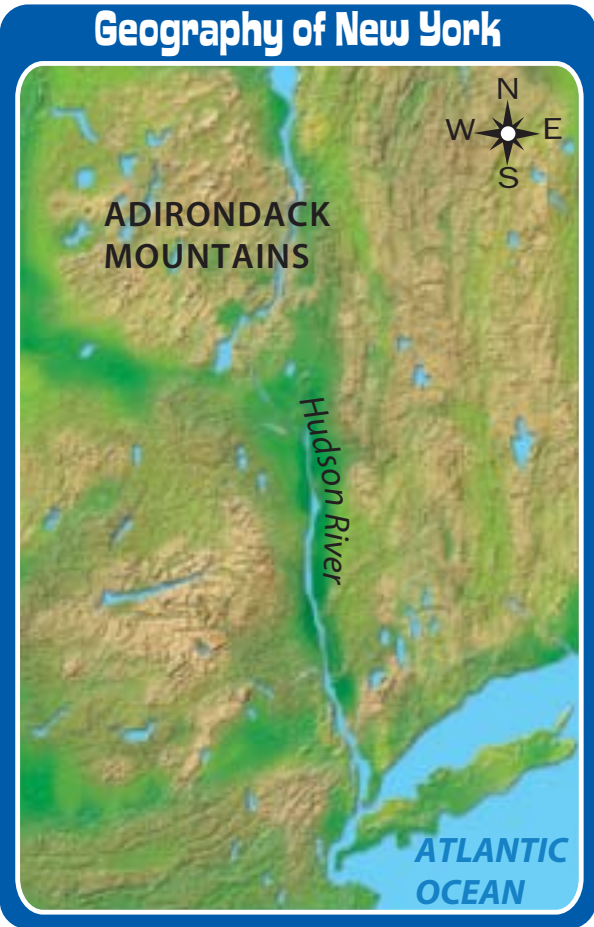 Geography of New York
N
W E
S
ADIRONDACK
MOUNTAINS
Hudson River
ATLANTIC
OCEAN